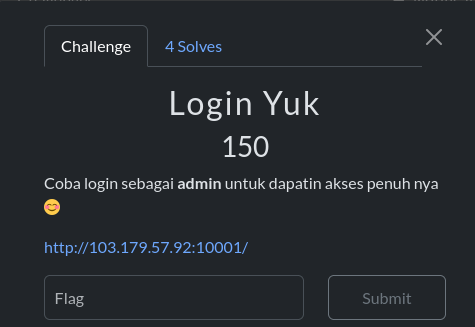 Challenge
4 Solves
Login Yuk
150
Coba login sebagai admin untuk dapatin akses penuh nya
😊
http://103.179.57.92:10001/
Flag
Submit